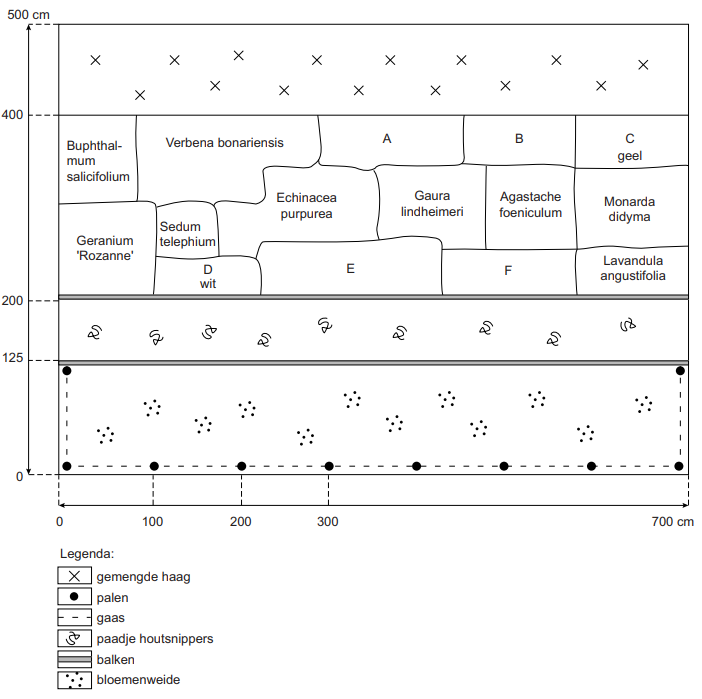 500 cm
400
Buphthal-
mum
salicifolium
Verbena bonariensis
A
B
C
geel
Echinacea
purpurea
Gaura
lindheimeri
Agastache
foeniculum
Monarda
didyma
Geranium
'Rozanne'
Sedum
telephium
D
wit
E
F
Lavandula
angustifolia
200
125
0
0
100
200
300
700 cm
Legenda:
gemengde haag
palen
gaas
paadje houtsnippers
balken
bloemenweide